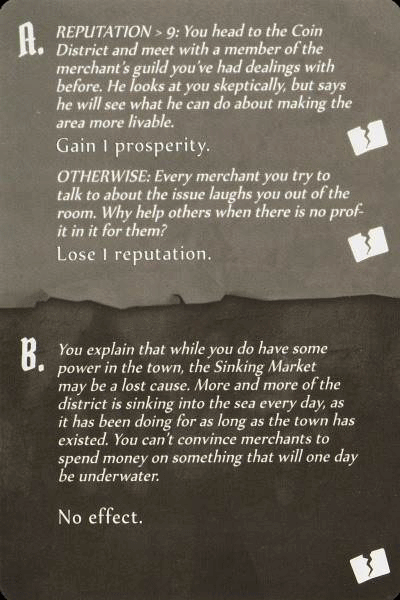 A.
REPUTATION > 9: You head to the Coin
District and meet with a member of the
merchant's guild you've had dealings with
before. He looks at you skeptically, but says
he will see what he can do about making the
area more livable.
Gain 1 prosperity.
OTHERWISE: Every merchant you try to
talk to about the issue laughs you out of the
room. Why help others when there is no prof-
it in it for them?
Lose 1 reputation.
B.
You explain that while you do have some
power in the town, the Sinking Market
may be a lost cause. More and more of the
district is sinking into the sea every day, as
it has been doing for as long as the town has
existed. You can't convince merchants to
spend money on something that will one day
be underwater.
No effect.